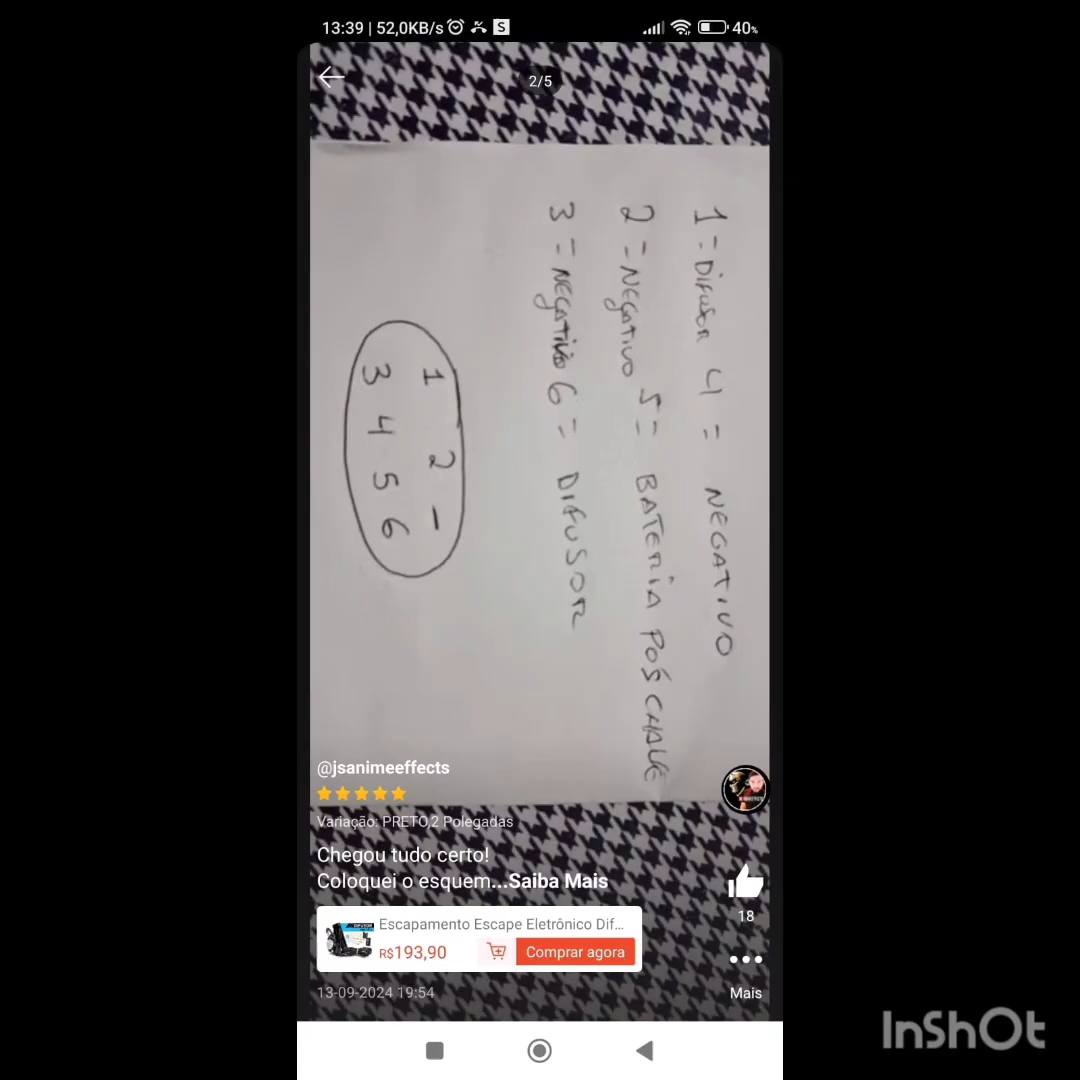 13:39 | 52,0KB/s
S
40%
2/5
1 = DifusoR 4 = NEGATIVO
2 = NEgATIVO 5 = BATERIA PÓS CHAVE
3 = NEgATIVO 6 = DIFUSOR
1 2 -
3 4 5 6
@jsanimeeffects
Variação: PRETO,2 Polegadas
Chegou tudo certo!
Coloquei o esquem...Saiba Mais
18
Escapamento Escape Eletrônico Dif...
R$193,90
Comprar agora
13-09-2024 19:54
Mais
InShOt